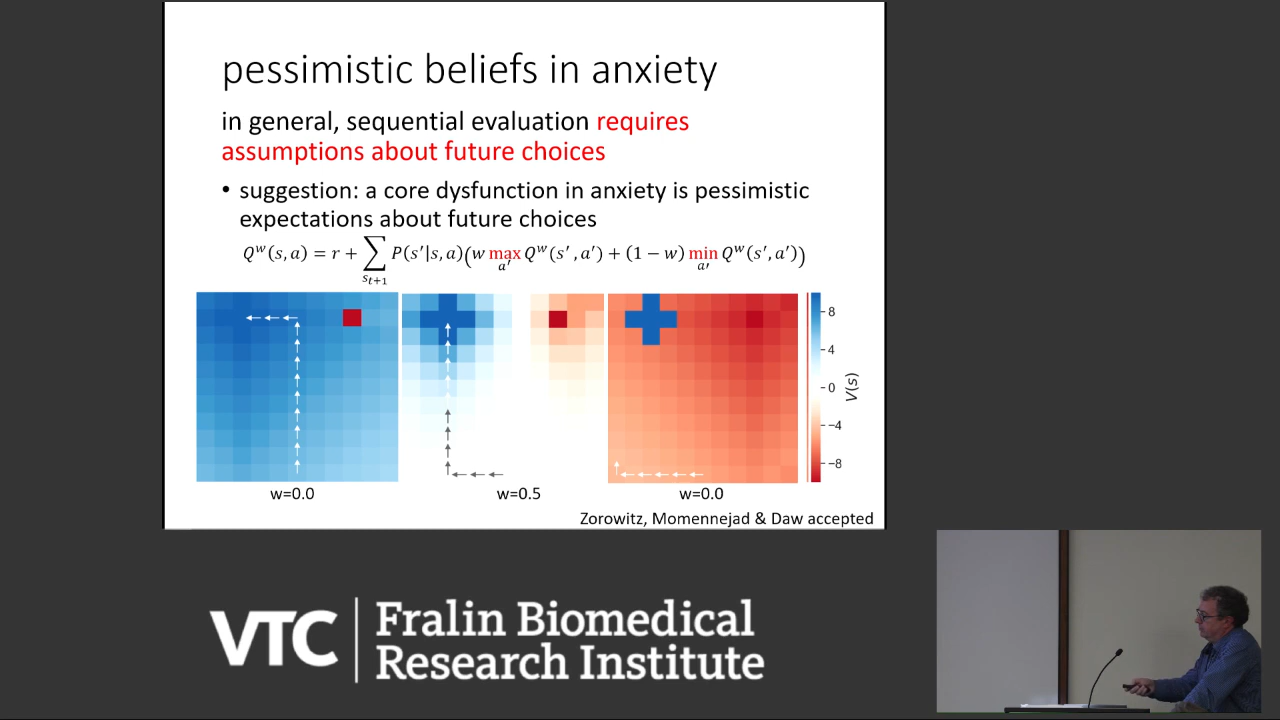 pessimistic beliefs in anxiety
in general, sequential evaluation requires
assumptions about future choices
• suggestion: a core dysfunction in anxiety is pessimistic
expectations about future choices
Q^w(s,a) = r + ∑_{s_{t+1}} P(s'|s,a)(w max_{a'} Q^w(s',a') + (1 − w) min_{a'} Q^w(s',a'))
8
4
0
−4
−8
V(s)
w=0.0
w=0.5
w=0.0
Zorowitz, Momennejad & Daw accepted
VTC
Fralin Biomedical
Research Institute